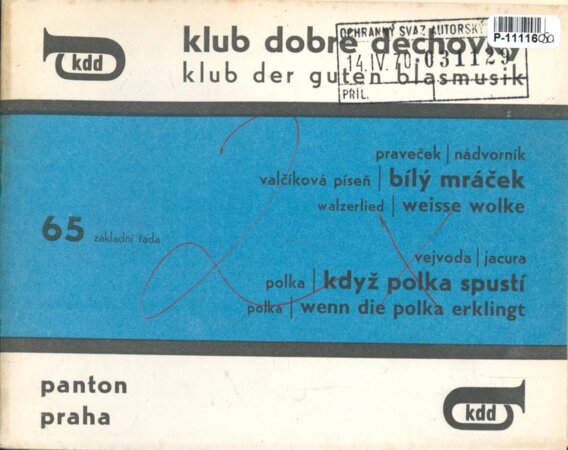 kdd
klub dobré dechovky
klub der guten blasmusik
OCHRANNÝ SVAZ AUTORSKÝ
14.IV.70
031129
PŘÍL.
P-11116
praveček | nádvorník
valčíková píseň | bílý mráček
walzerlied | weisse wolke
65 základní řada
vejvoda | jacura
polka | když polka spustí
polka | wenn die polka erklingt
panton
praha
kdd